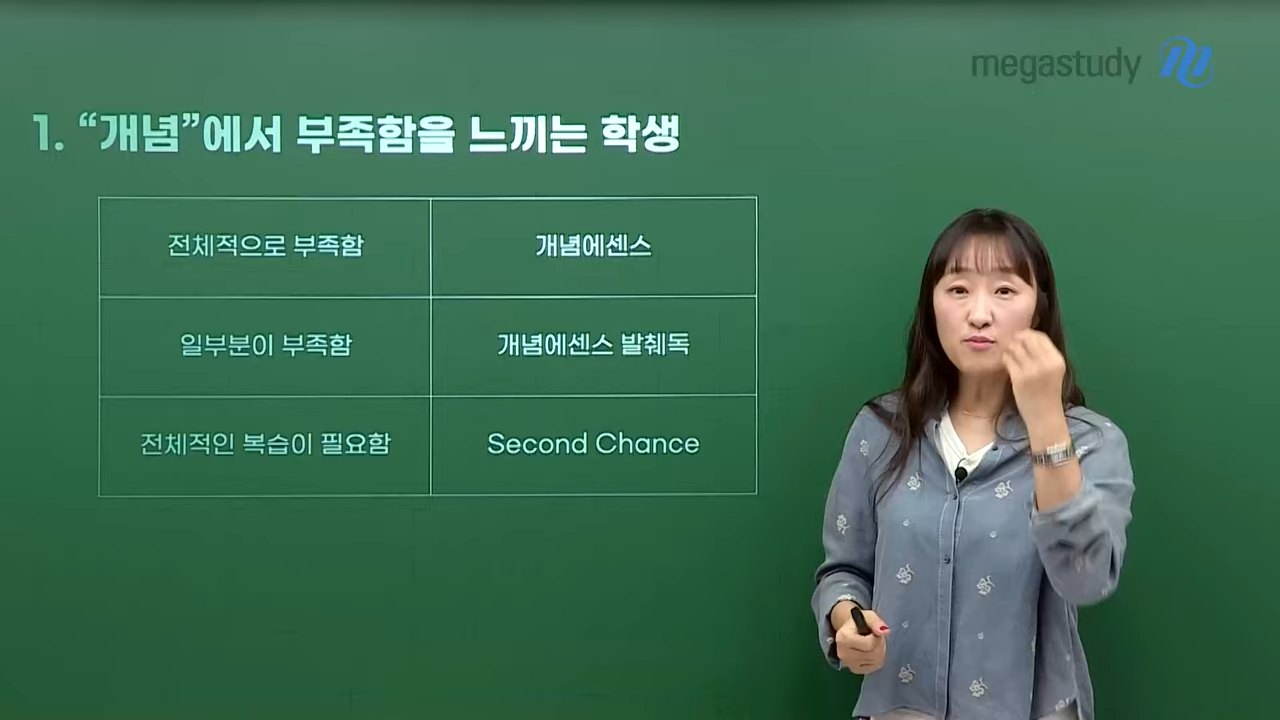 megastudy
1. “개념”에서 부족함을 느끼는 학생
전체적으로 부족함
개념에센스
일부분이 부족함
개념에센스 발췌독
전체적인 복습이 필요함
Second Chance